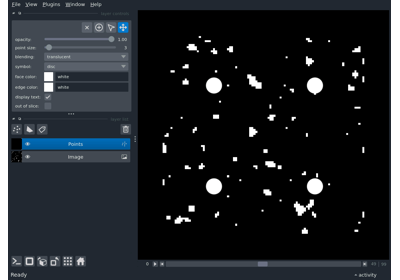 File View Plugins Window Help
opacity: 1.00
point size: 3
blending: translucent
symbol: disc
face color: white
edge color: white
display text: ✓
out of slice:
Points
Image
0
Ready
activity